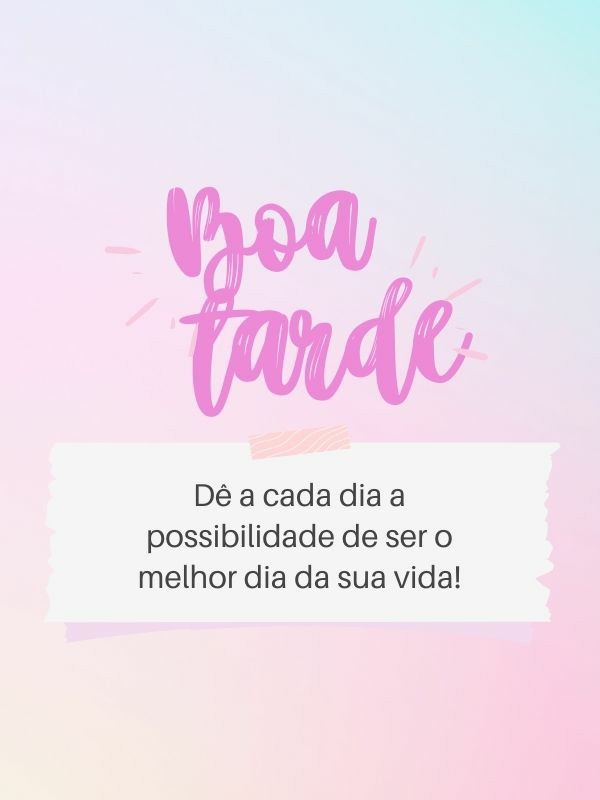 Boa
tarde
Dê a cada dia a
possibilidade de ser o
melhor dia da sua vida!